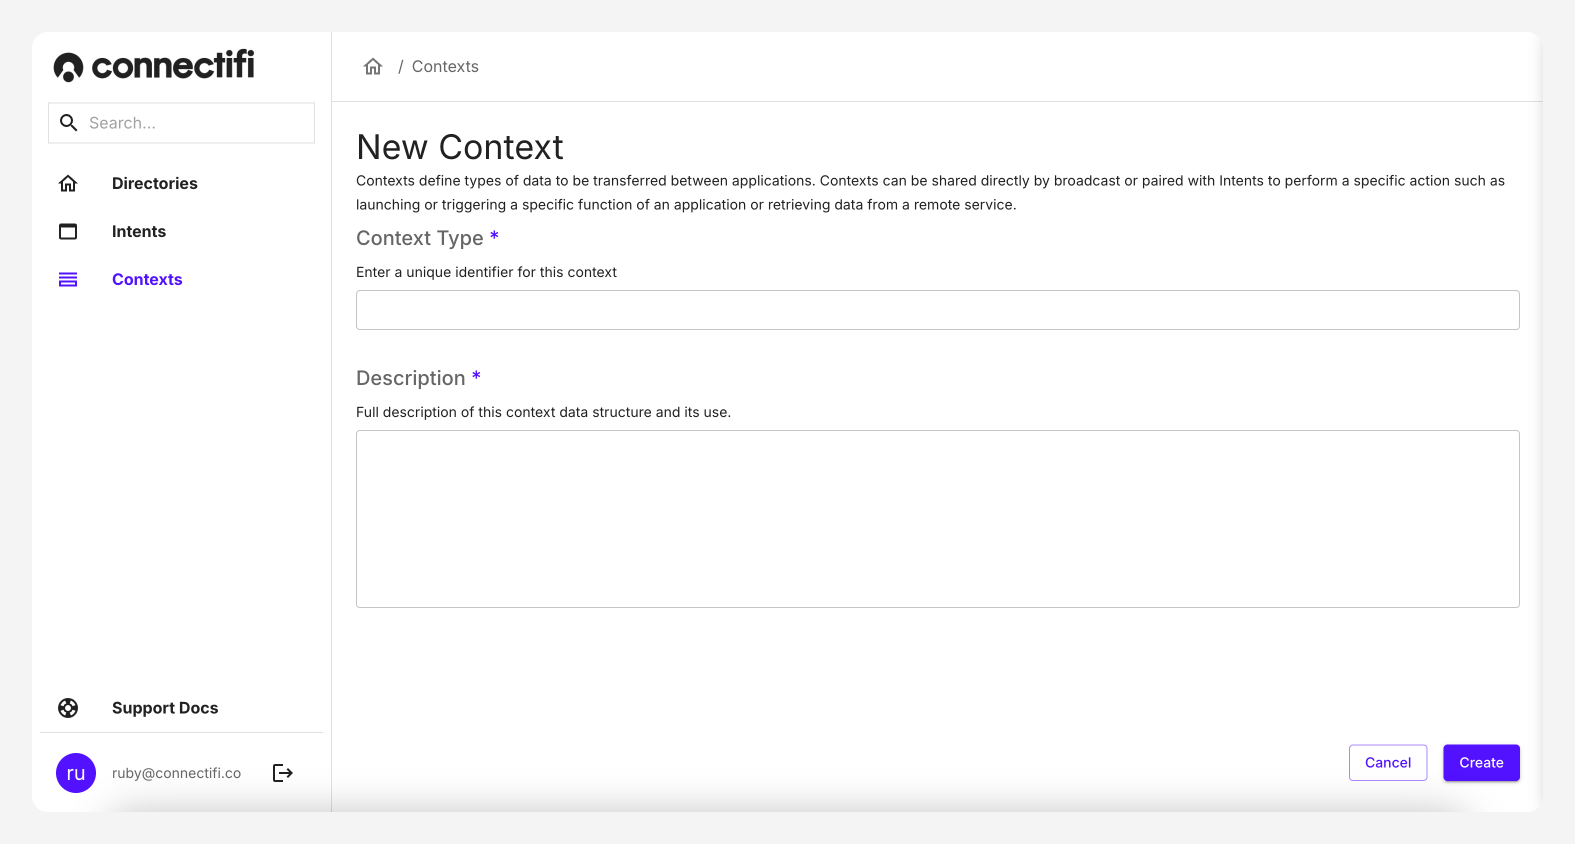 connectifi
Search...
Directories
Intents
Contexts
Support Docs
ru
ruby@connectifi.co
/ Contexts
New Context
Contexts define types of data to be transferred between applications. Contexts can be shared directly by broadcast or paired with Intents to perform a specific action such as
launching or triggering a specific function of an application or retrieving data from a remote service.
Context Type *
Enter a unique identifier for this context
Description *
Full description of this context data structure and its use.
Cancel
Create